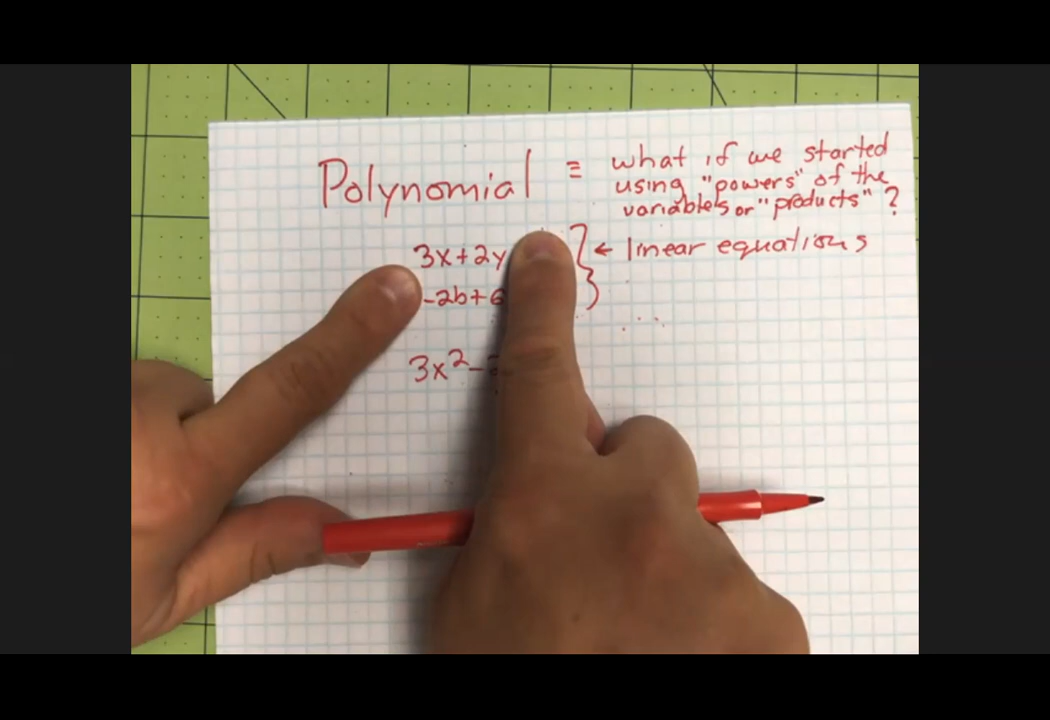 Polynomial = what if we started
using "powers" of the
variables or "products" ?
3x+2y
← linear equations
-2b+6
3x²-